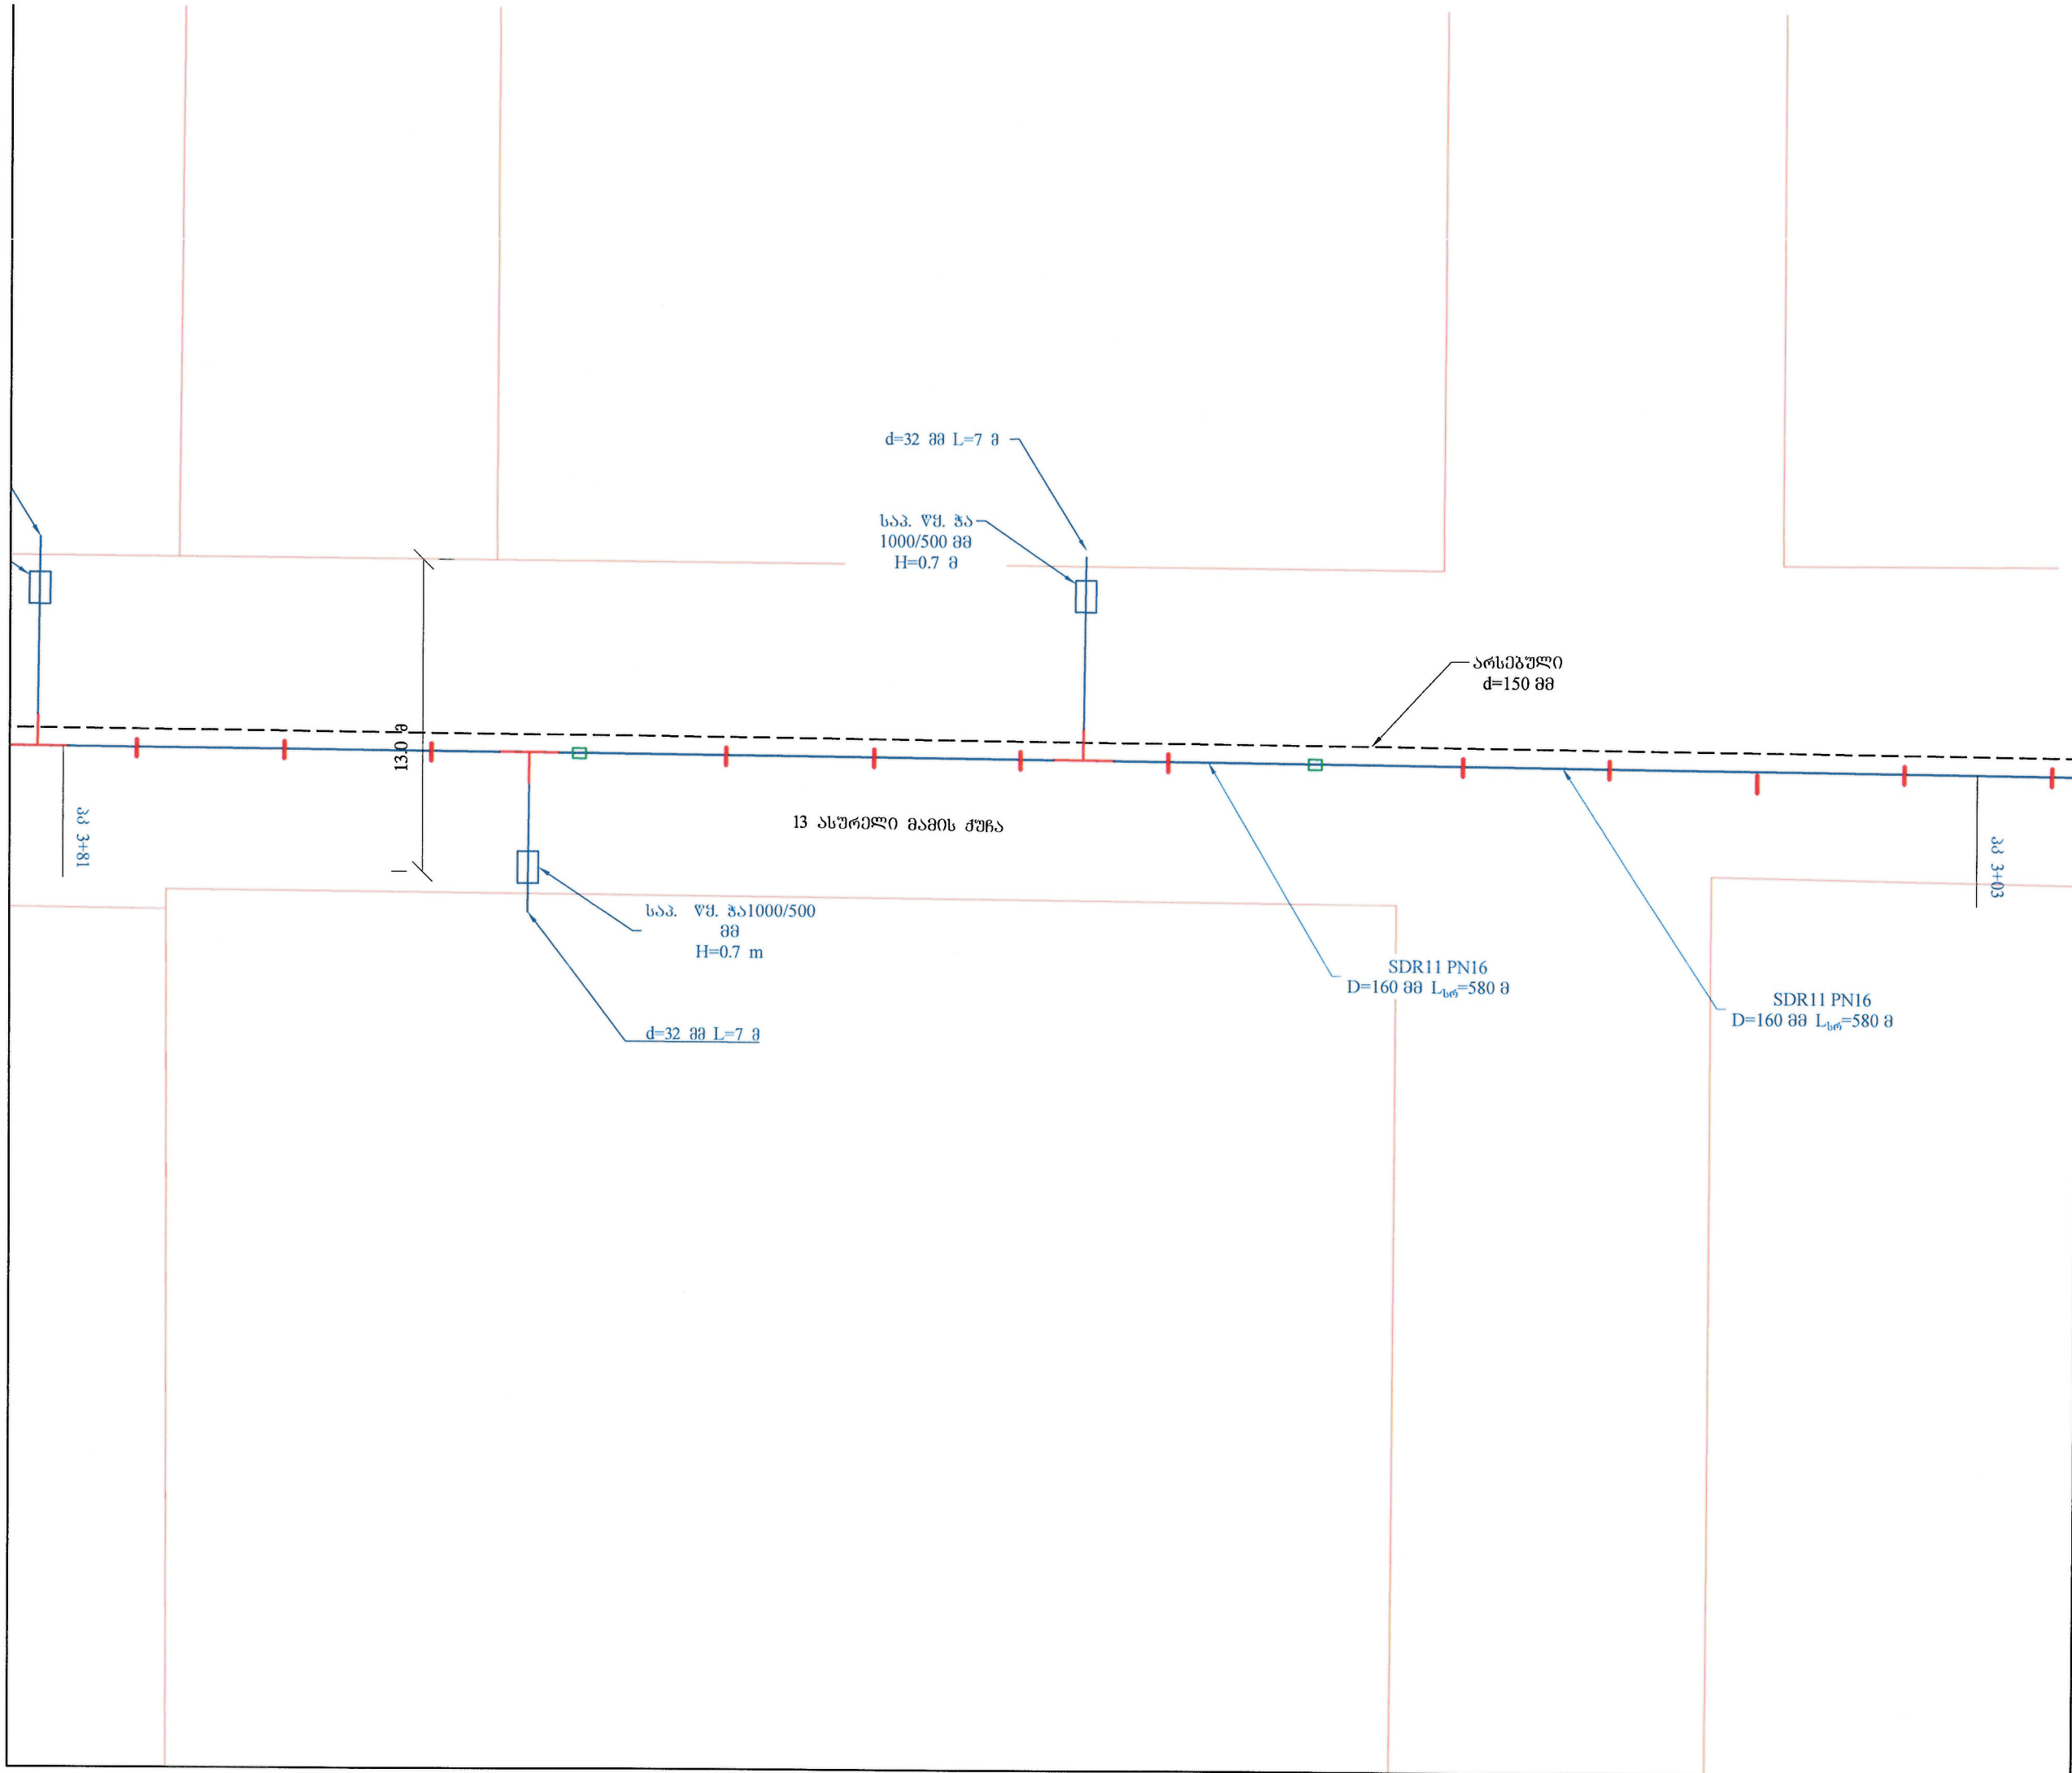 d=32 მმ L=7 მ
საპ. წყ. ჭა
1000/500 მმ
H=0.7 მ
არსებული
d=150 მმ
13.0 მ
პკ 3+81
13 ასურელი მამის ქუჩა
პკ 3+03
საპ. წყ. ჭა1000/500
მმ
H=0.7 m
SDR11 PN16
D=160 მმ Lსრ=580 მ
SDR11 PN16
D=160 მმ Lსრ=580 მ
d=32 მმ L=7 მ